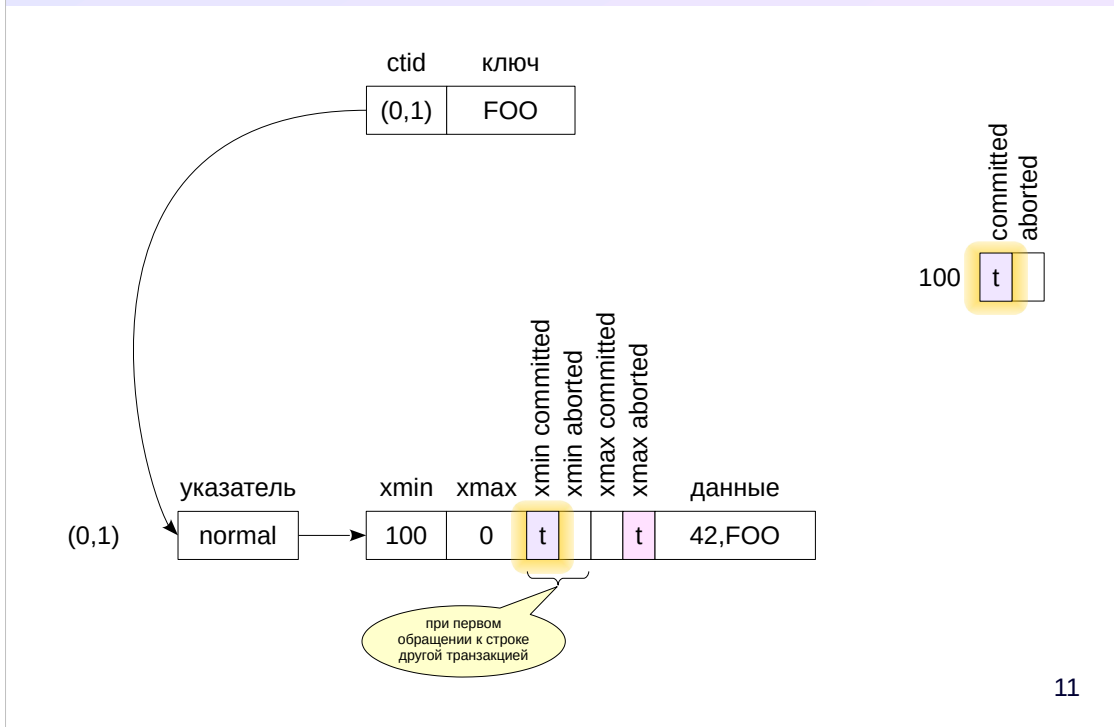 ctid ключ
(0,1) FOO
committed
aborted
100 t
xmin committed
xmin aborted
xmax committed
xmax aborted
указатель xmin xmax данные
(0,1) normal 100 0 t t 42,FOO
при первом
обращении к строке
другой транзакцией
11